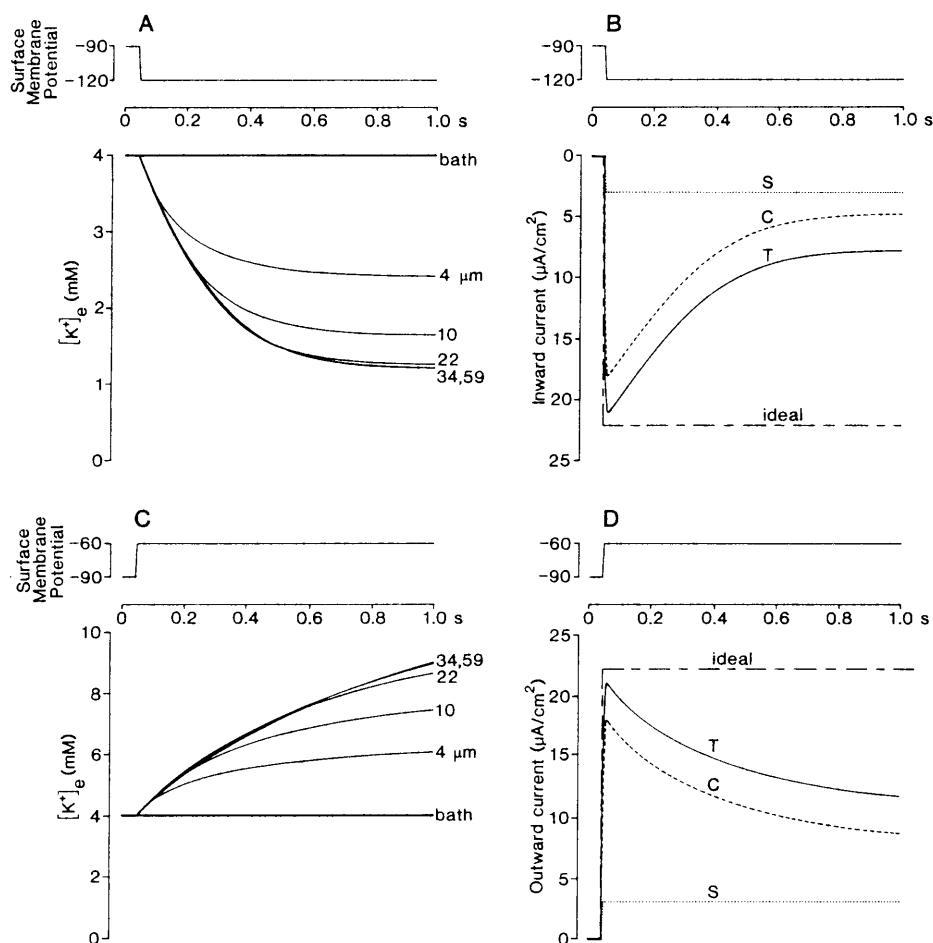 A
Surface
Membrane
Potential
-90
-120
0 0.2 0.4 0.6 0.8 1.0 s
[K+]e (mM)
4
3
2
1
0
bath
4 μm
10
22
34,59
B
-90
-120
0 0.2 0.4 0.6 0.8 1.0 s
Inward current (μA/cm²)
0
5
10
15
20
25
S
C
T
ideal
C
Surface
Membrane
Potential
-60
-90
0.2 0.4 0.6 0.8 1.0 s
[K+]e (mM)
10
8
6
4
2
0
34,59
22
10
4 μm
bath
D
-60
-90
0 0.2 0.4 0.6 0.8 1.0 s
Outward current (μA/cm²)
25
20
15
10
5
0
ideal
T
C
S